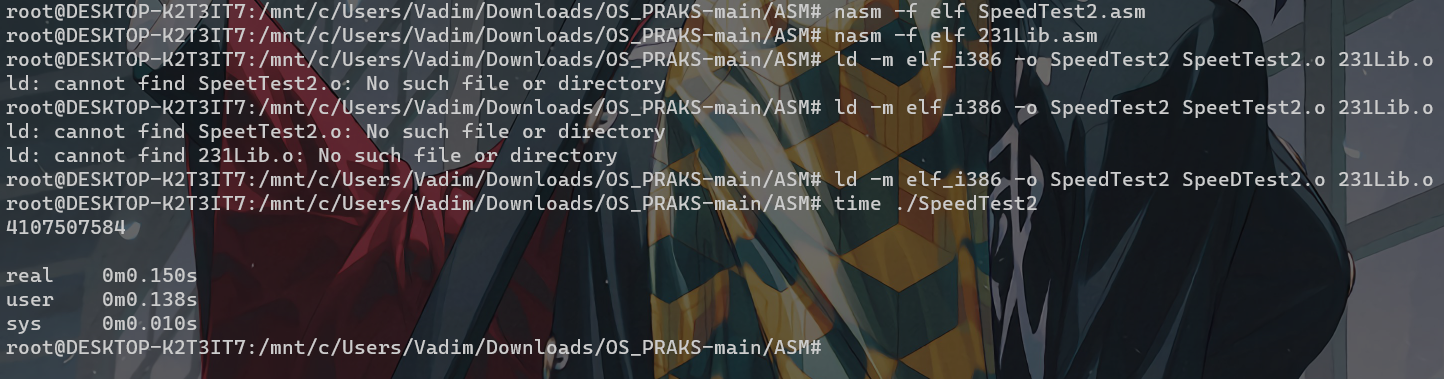 root@DESKTOP-K2T3IT7:/mnt/c/Users/Vadim/Downloads/OS_PRAKS-main/ASM# nasm -f elf SpeedTest2.asm
root@DESKTOP-K2T3IT7:/mnt/c/Users/Vadim/Downloads/OS_PRAKS-main/ASM# nasm -f elf 231Lib.asm
root@DESKTOP-K2T3IT7:/mnt/c/Users/Vadim/Downloads/OS_PRAKS-main/ASM# ld -m elf_i386 -o SpeedTest2 SpeetTest2.o 231Lib.o
ld: cannot find SpeetTest2.o: No such file or directory
root@DESKTOP-K2T3IT7:/mnt/c/Users/Vadim/Downloads/OS_PRAKS-main/ASM# ld -m elf_i386 -o SpeedTest2 SpeetTest2.o 231Lib.o
ld: cannot find SpeetTest2.o: No such file or directory
ld: cannot find 231Lib.o: No such file or directory
root@DESKTOP-K2T3IT7:/mnt/c/Users/Vadim/Downloads/OS_PRAKS-main/ASM# ld -m elf_i386 -o SpeedTest2 SpeeDTest2.o 231Lib.o
root@DESKTOP-K2T3IT7:/mnt/c/Users/Vadim/Downloads/OS_PRAKS-main/ASM# time ./SpeedTest2
4107507584
real 0m0.150s
user 0m0.138s
sys 0m0.010s
root@DESKTOP-K2T3IT7:/mnt/c/Users/Vadim/Downloads/OS_PRAKS-main/ASM#